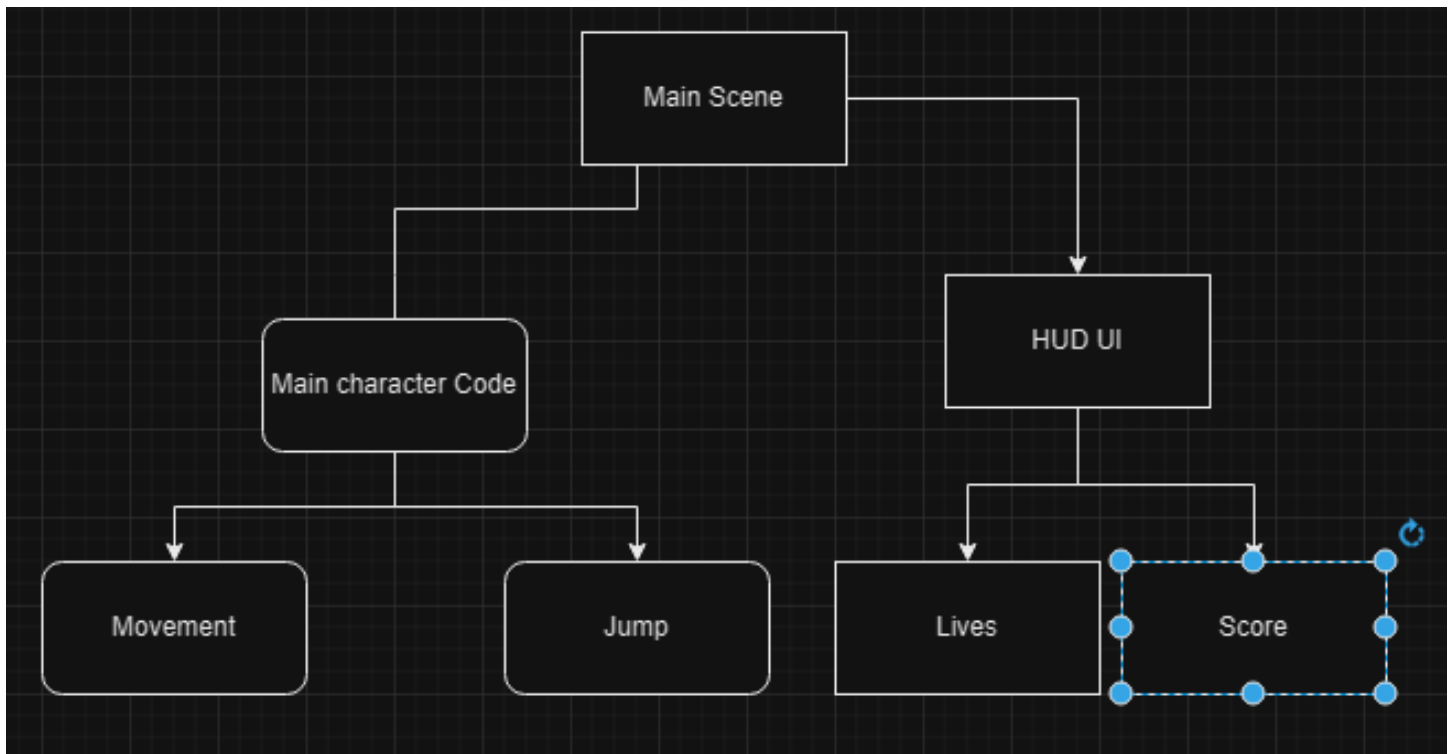 Main Scene
HUD UI
Main character Code
Movement
Jump
Lives
Score